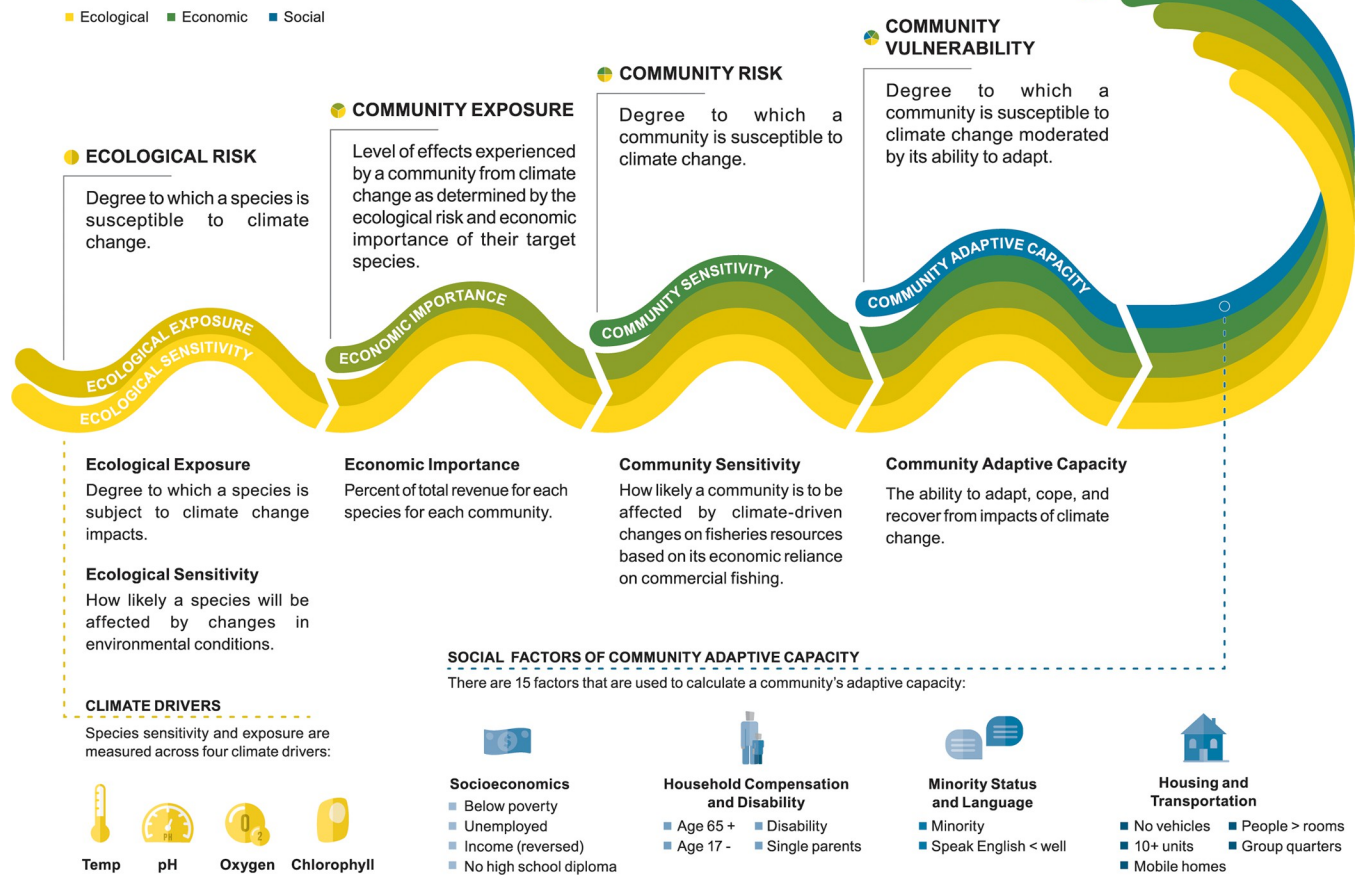 Ecological Economic Social
ECOLOGICAL RISK
Degree to which a species is
susceptible to climate
change.
COMMUNITY EXPOSURE
Level of effects experienced
by a community from climate
change as determined by the
ecological risk and economic
importance of their target
species.
COMMUNITY RISK
Degree to which a
community is susceptible to
climate change.
COMMUNITY
VULNERABILITY
Degree to which a
community is susceptible to
climate change moderated
by its ability to adapt.
ECOLOGICAL EXPOSURE
ECOLOGICAL SENSITIVITY
ECONOMIC IMPORTANCE
COMMUNITY SENSITIVITY
COMMUNITY ADAPTIVE CAPACITY
Ecological Exposure
Degree to which a species is
subject to climate change
impacts.
Ecological Sensitivity
How likely a species will be
affected by changes in
environmental conditions.
Economic Importance
Percent of total revenue for each
species for each community.
Community Sensitivity
How likely a community is to be
affected by climate-driven
changes on fisheries resources
based on its economic reliance
on commercial fishing.
Community Adaptive Capacity
The ability to adapt, cope, and
recover from impacts of climate
change.
CLIMATE DRIVERS
Species sensitivity and exposure are
measured across four climate drivers:
PH
O2
Temp pH Oxygen Chlorophyll
SOCIAL FACTORS OF COMMUNITY ADAPTIVE CAPACITY
There are 15 factors that are used to calculate a community's adaptive capacity:
$
Socioeconomics
Below poverty
Unemployed
Income (reversed)
No high school diploma
Household Compensation
and Disability
Age 65 + Disability
Age 17 - Single parents
Minority Status
and Language
Minority
Speak English < well
Housing and
Transportation
No vehicles People > rooms
10+ units Group quarters
Mobile homes